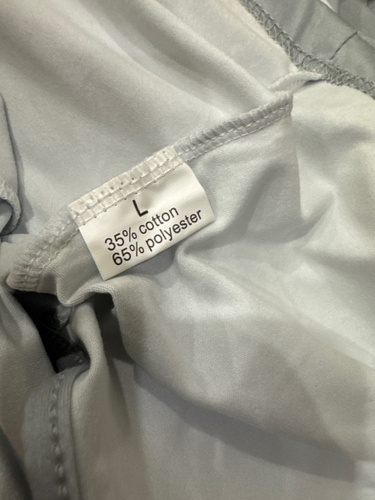 L
35% cotton
65% polyester